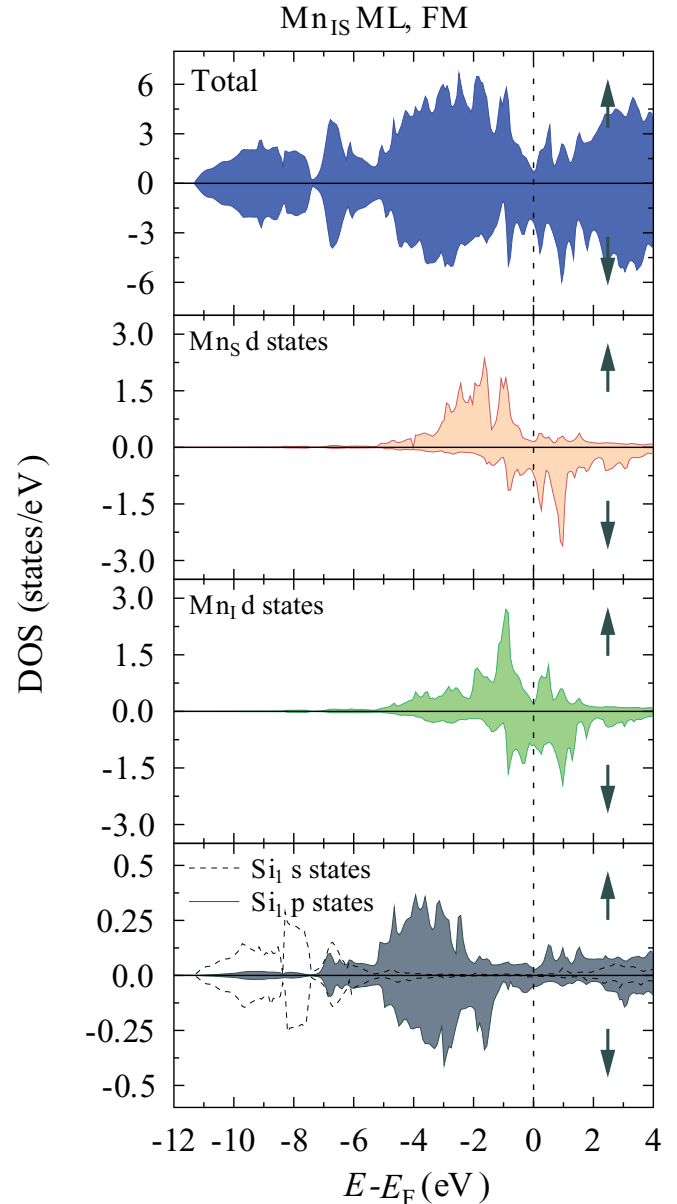 Mn_IS ML, FM
Total
6
3
0
-3
-6
Mn_S d states
3.0
1.5
0.0
-1.5
-3.0
Mn_I d states
3.0
1.5
0.0
-1.5
-3.0
Si_1 s states
Si_1 p states
0.5
0.25
0.0
-0.25
-0.5
DOS (states/eV)
-12 -10 -8 -6 -4 -2 0 2 4
E-E_F (eV)